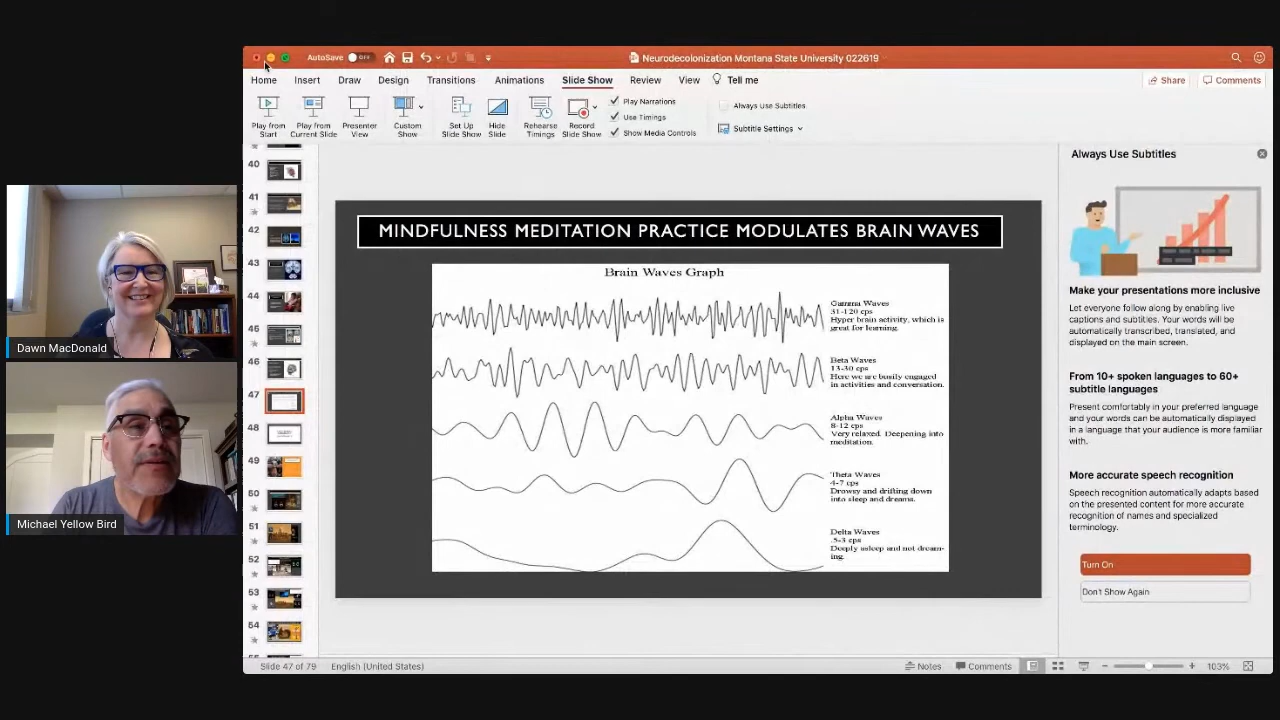 AutoSave
OFF
Neurodecolonization Montana State University 022619
Home
Insert
Draw
Design
Transitions
Animations
Slide Show
Review
View
Tell me
Share
Comments
Play from
Start
Play from
Current Slide
Presenter
View
Custom
Show
Set Up
Slide Show
Hide
Slide
Rehearse
Timings
Record
Slide Show
Play Narrations
Use Timings
Show Media Controls
Always Use Subtitles
Subtitle Settings
40
41
42
43
44
45
46
47
48
49
50
51
52
53
54
Dawn MacDonald
Michael Yellow Bird
MINDFULNESS MEDITATION PRACTICE MODULATES BRAIN WAVES
Brain Waves Graph
Gamma Waves
31-120 cps
Hyper brain activity, which is
great for learning.
Beta Waves
13-30 cps
Here we are busily engaged
in activities and conversation.
Alpha Waves
8-12 cps
Very relaxed. Deepening into
meditation.
Theta Waves
4-7 cps
Drowsy and drifting down
into sleep and dreams.
Delta Waves
.5-3 cps
Deeply asleep and not dream-
ing.
Always Use Subtitles
Make your presentations more inclusive
Let everyone follow along by enabling live
captions and subtitles. Your words will be
automatically transcribed, translated, and
displayed on the main screen.
From 10+ spoken languages to 60+
subtitle languages
Present comfortably in your preferred language
and your words can be automatically displayed
in a language that your audience is more familiar
with.
More accurate speech recognition
Speech recognition automatically adapts based
on the presented content for more accurate
recognition of names and specialized
terminology.
Turn On
Don't Show Again
Slide 47 of 79
English (United States)
Notes
Comments
103%